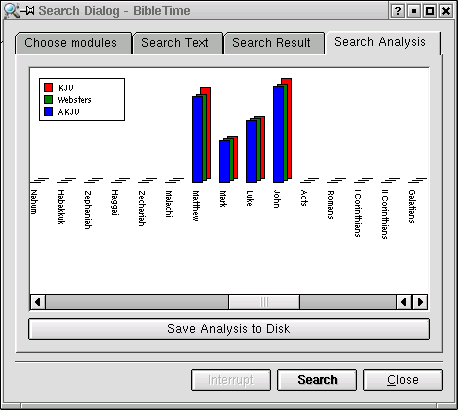 Search Dialog - BibleTime
Choose modules
Search Text
Search Result
Search Analysis
KJV
Websters
AKJV
Nahum
Habakkuk
Zephaniah
Haggai
Zechariah
Malachi
Matthew
Mark
Luke
John
Acts
Romans
I Corinthians
II Corinthians
Galatians
Save Analysis to Disk
Interrupt
Search
Close